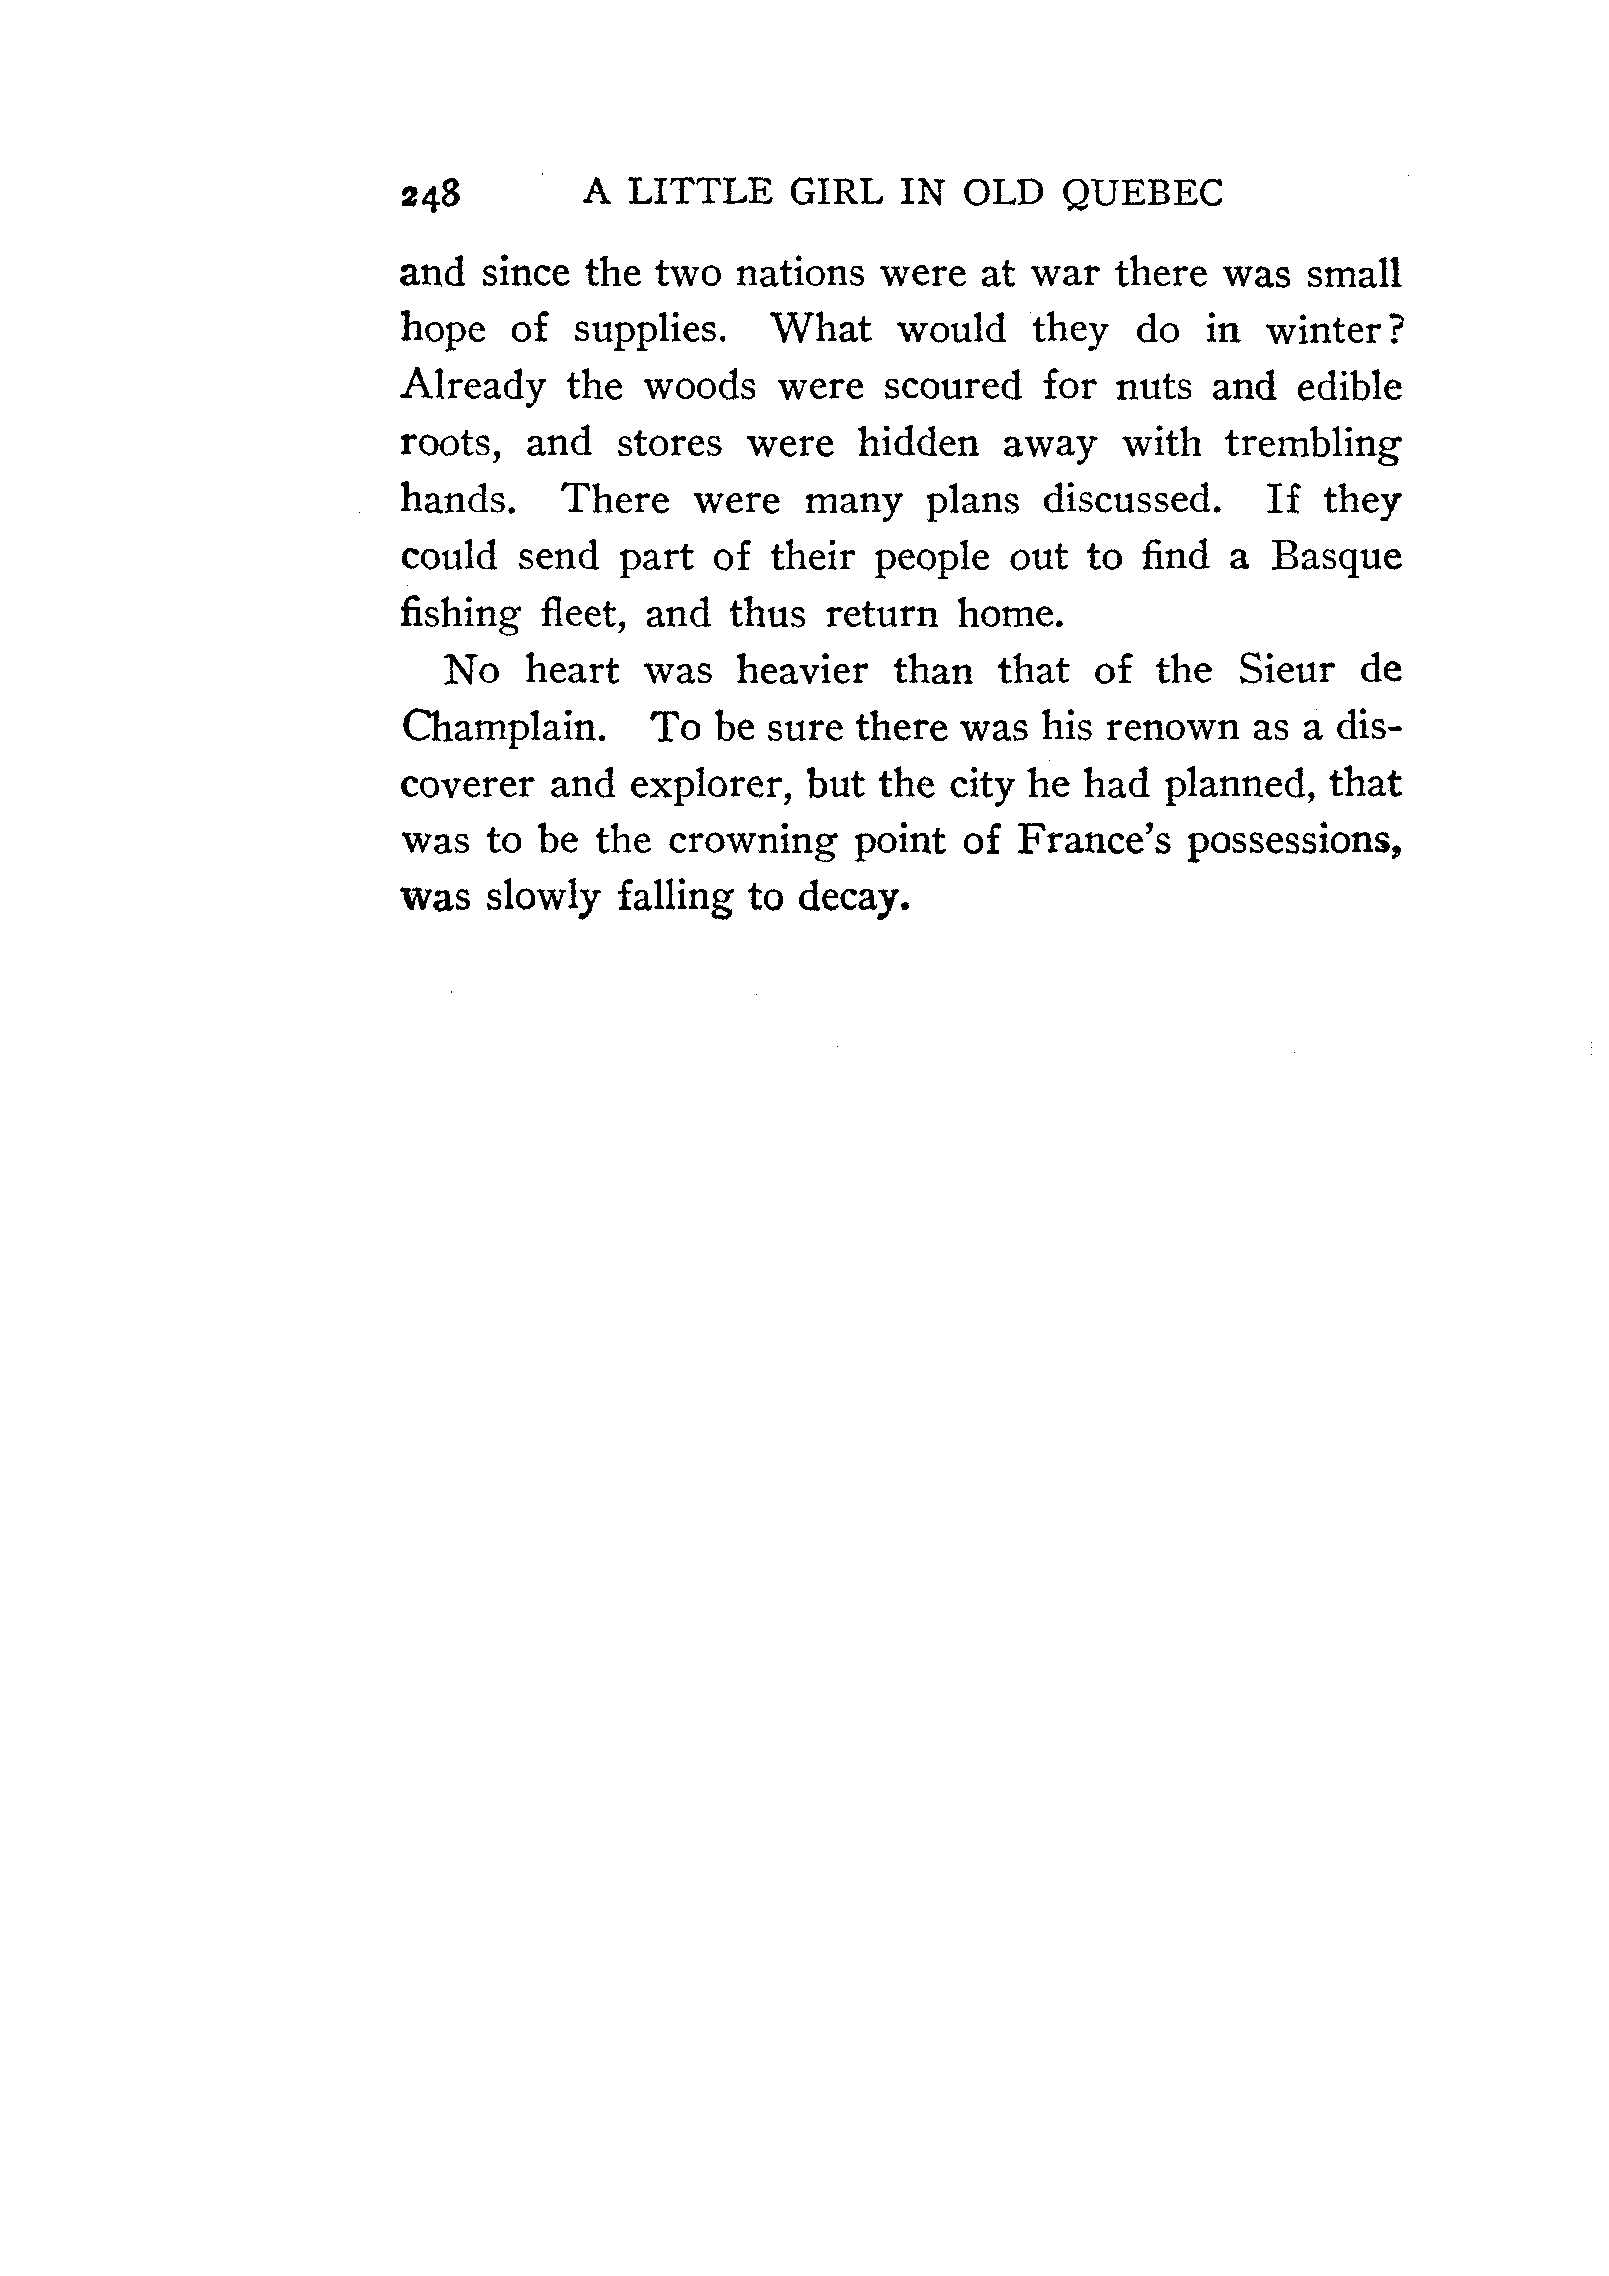 248 A LITTLE GIRL IN OLD QUEBEC
and since the two nations were at war there was small
hope of supplies. What would they do in winter?
Already the woods were scoured for nuts and edible
roots, and stores were hidden away with trembling
hands. There were many plans discussed. If they
could send part of their people out to find a Basque
fishing fleet, and thus return home.
No heart was heavier than that of the Sieur de
Champlain. To be sure there was his renown as a dis-
coverer and explorer, but the city he had planned, that
was to be the crowning point of France's possessions,
was slowly falling to decay.